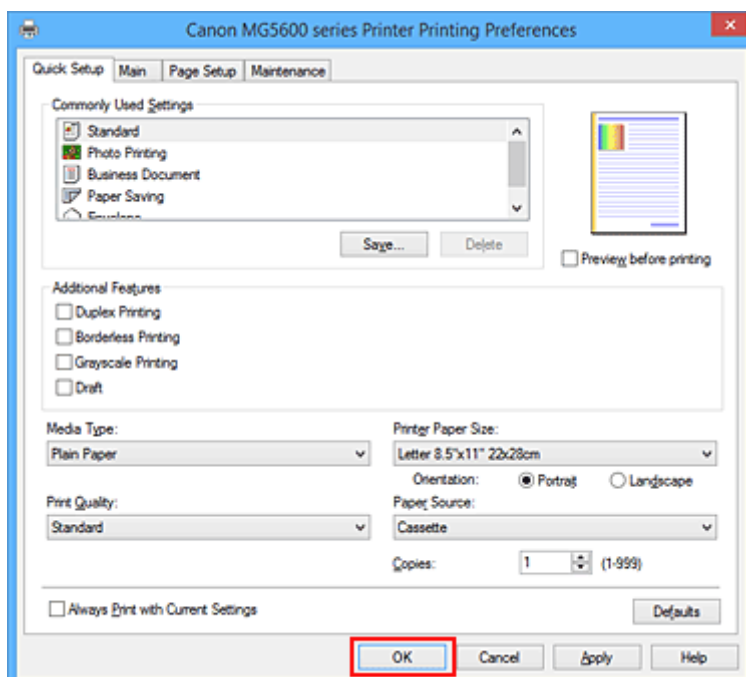 Canon MG5600 series Printer Printing Preferences
Quick Setup Main Page Setup Maintenance
Commonly Used Settings
Standard
Photo Printing
Business Document
Paper Saving
Envelope
Save... Delete
Preview before printing
Additional Features
Duplex Printing
Borderless Printing
Grayscale Printing
Draft
Media Type: Printer Paper Size:
Plain Paper Letter 8.5"x11" 22x28cm
Orientation: Portrait Landscape
Print Quality: Paper Source:
Standard Cassette
Copies: 1 (1-999)
Always Print with Current Settings Defaults
OK Cancel Apply Help